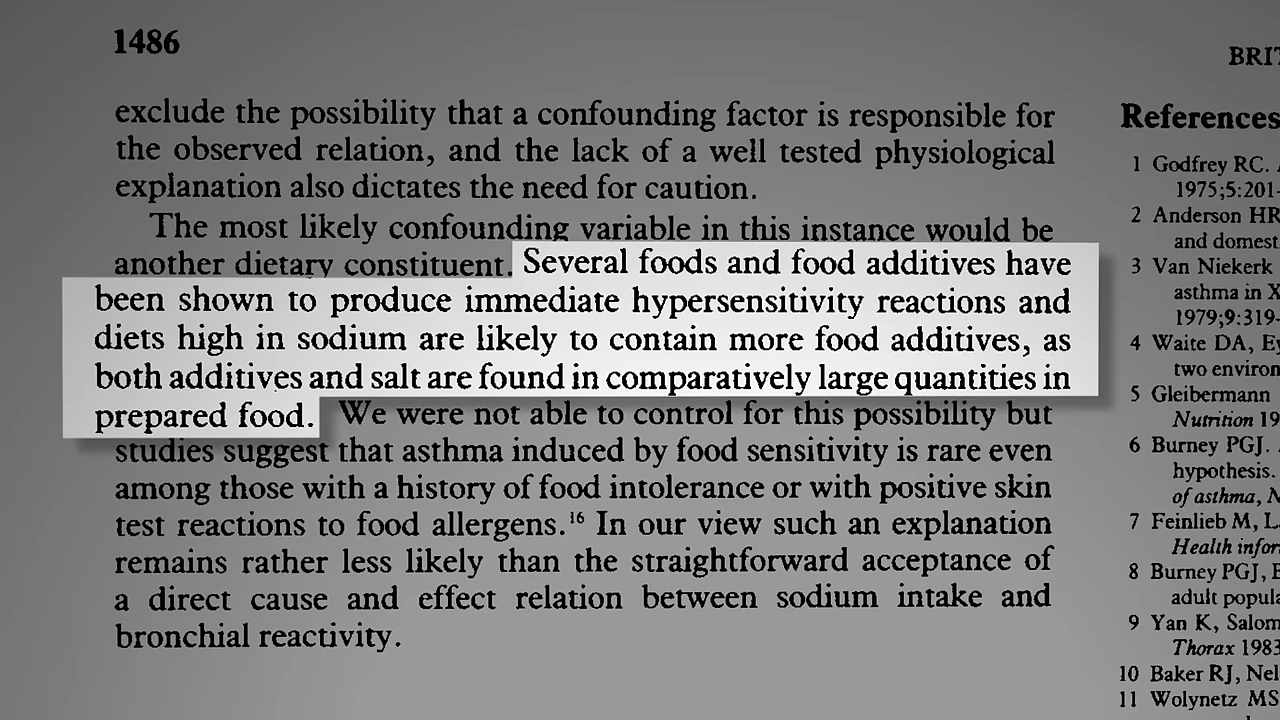 1486
BRIT
exclude the possibility that a confounding factor is responsible for
the observed relation, and the lack of a well tested physiological
explanation also dictates the need for caution.
The most likely confounding variable in this instance would be
another dietary constituent. Several foods and food additives have
been shown to produce immediate hypersensitivity reactions and
diets high in sodium are likely to contain more food additives, as
both additives and salt are found in comparatively large quantities in
prepared food. We were not able to control for this possibility but
studies suggest that asthma induced by food sensitivity is rare even
among those with a history of food intolerance or with positive skin
test reactions to food allergens.¹⁶ In our view such an explanation
remains rather less likely than the straightforward acceptance of
a direct cause and effect relation between sodium intake and
bronchial reactivity.
References
1 Godfrey RC.
1975;5:201-
2 Anderson HR
and domest
3 Van Niekerk
asthma in X
1979;9:319-
4 Waite DA, Ey
two environ
5 Gleibermann
Nutrition 19
6 Burney PGJ.
hypothesis.
of asthma, N
7 Feinlieb M, L
Health infor
8 Burney PGJ, E
adult popula
9 Yan K, Salom
Thorax 1983
10 Baker RJ, Nel
11 Wolynetz MS